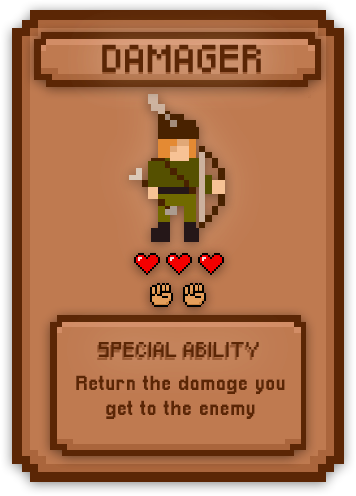 DAMAGER
SPECIAL ABILITY
Return the damage you
get to the enemy